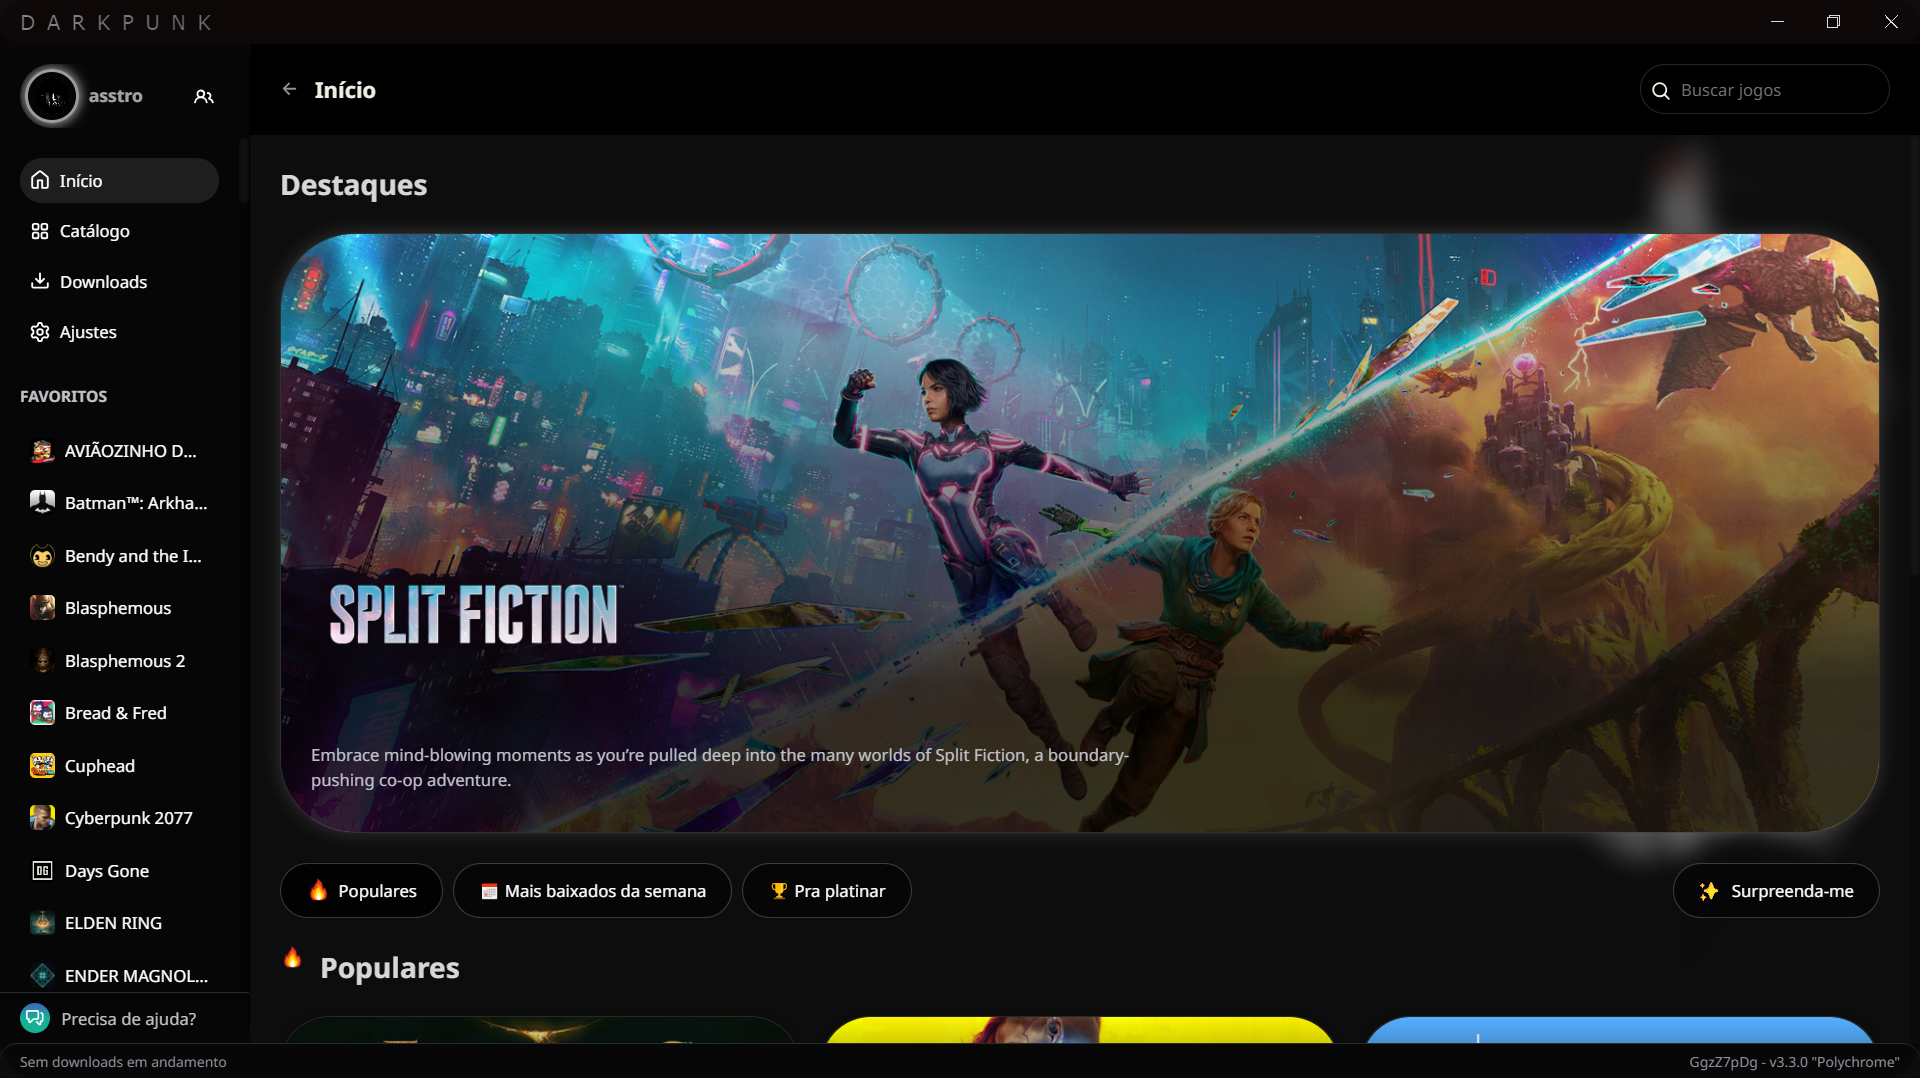 DARKPUNK
asstro
Início
Buscar jogos
Início
Catálogo
Downloads
Ajustes
FAVORITOS
AVIÃOZINHO D...
Batman™: Arkha...
Bendy and the I...
Blasphemous
Blasphemous 2
Bread & Fred
Cuphead
Cyberpunk 2077
Days Gone
ELDEN RING
ENDER MAGNOL...
Precisa de ajuda?
Destaques
SPLIT FICTION™
Embrace mind-blowing moments as you’re pulled deep into the many worlds of Split Fiction, a boundary-
pushing co-op adventure.
Populares
Mais baixados da semana
Pra platinar
Surpreenda-me
Populares
Sem downloads em andamento
GgzZ7pDg - v3.3.0 "Polychrome"